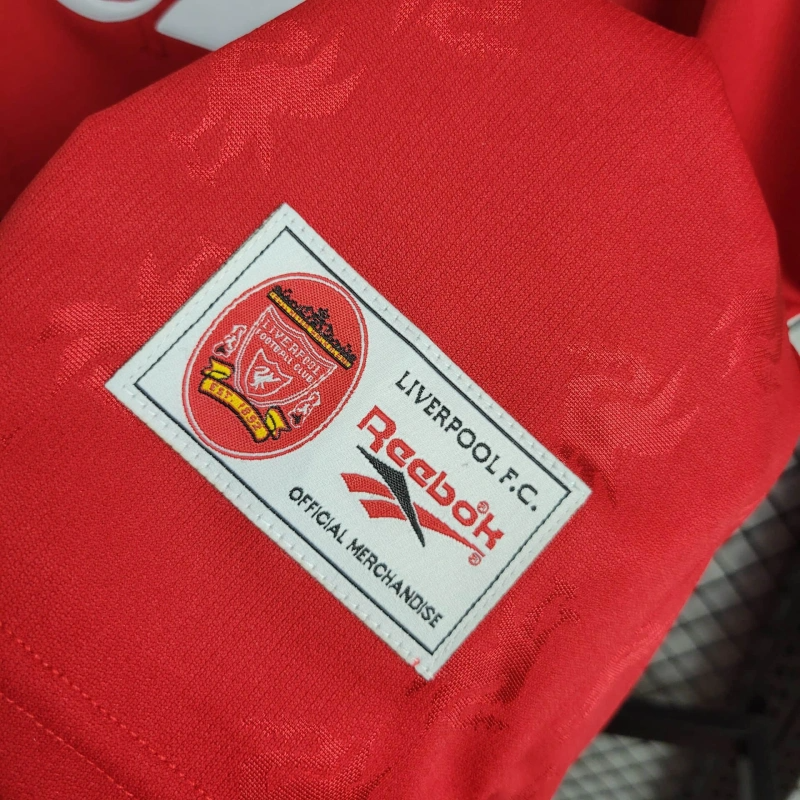 LIVERPOOL
FOOTBALL CLUB
EST. 1892
LIVERPOOL F.C.
Reebok®
®
OFFICIAL MERCHANDISE